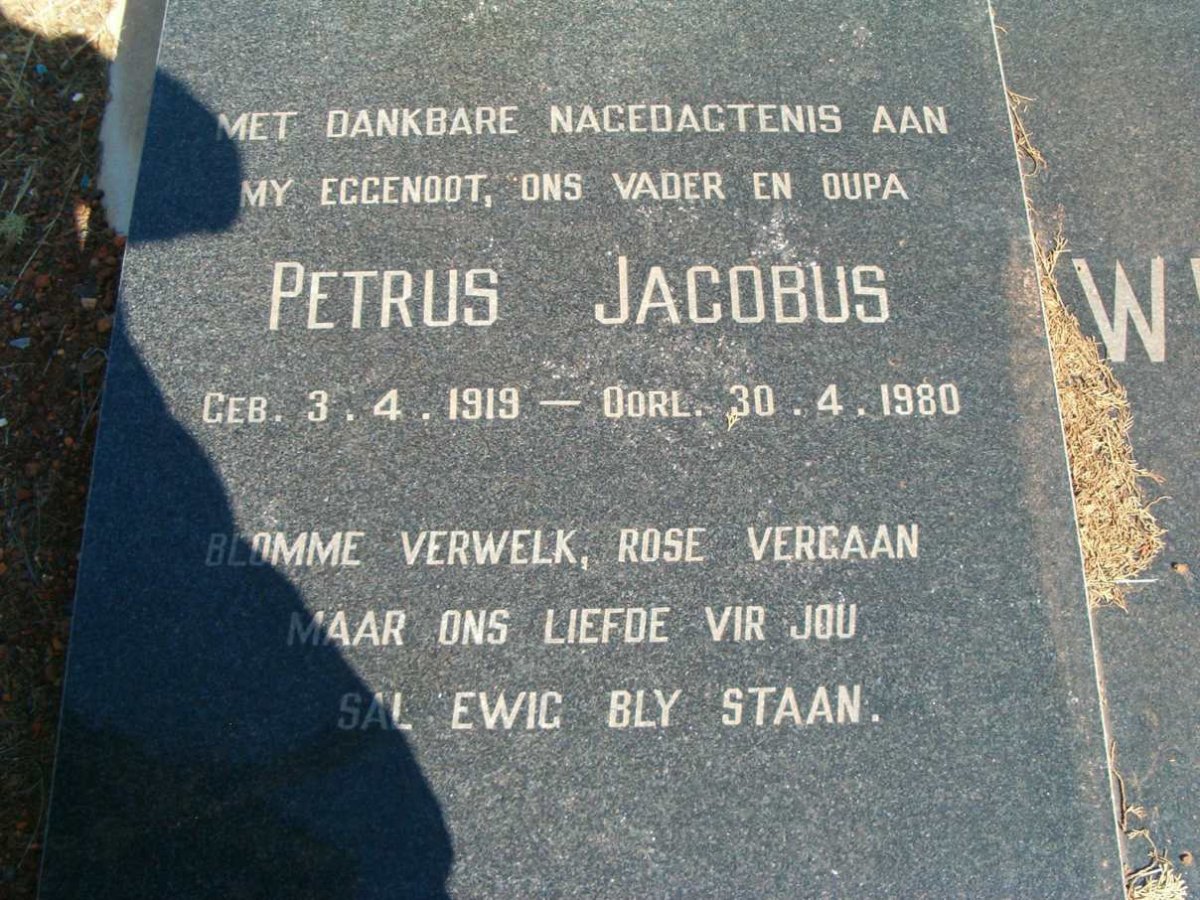 MET DANKBARE NAGEDAGTENIS AAN
MY EGGENOOT, ONS VADER EN OUPA
PETRUS JACOBUS
GEB. 3.4.1919 — OORL. 30.4.1980
BLOMME VERWELK, ROSE VERGAAN
MAAR ONS LIEFDE VIR JOU
SAL EWIG BLY STAAN.